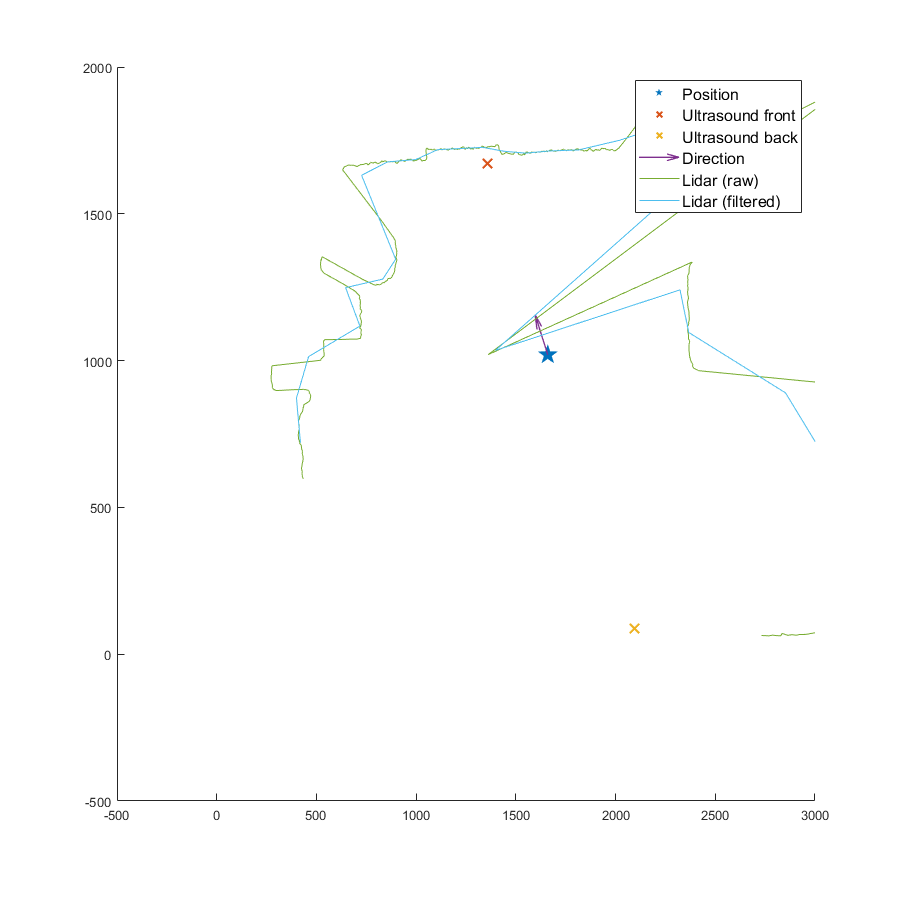 2000
Position
Ultrasound front
Ultrasound back
Direction
Lidar (raw)
Lidar (filtered)
1500
1000
500
0
-500
-500 0 500 1000 1500 2000 2500 3000